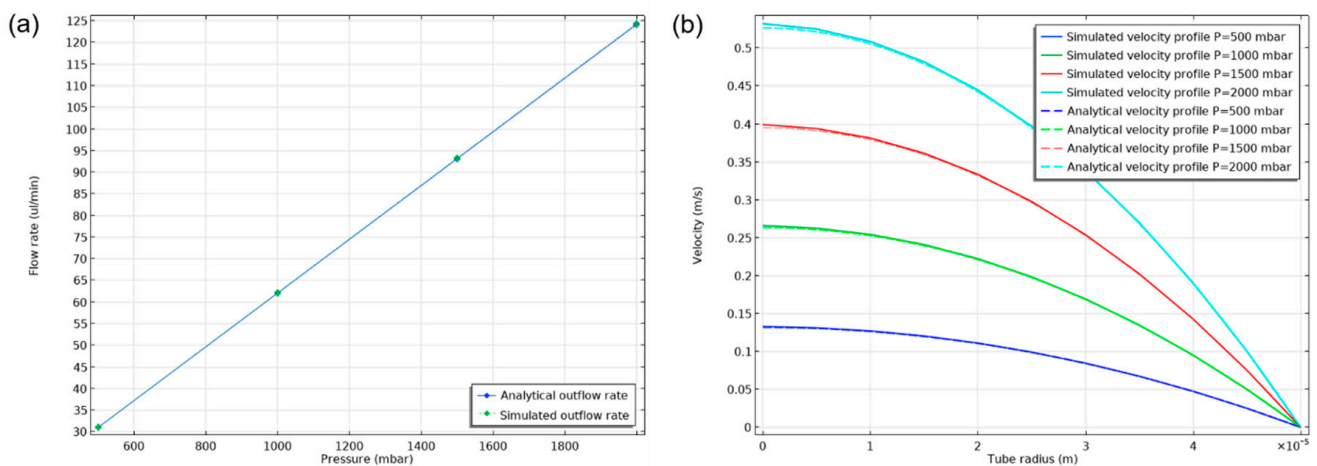 (a)
125
120
115
110
105
100
95
90
85
80
75
70
65
60
55
50
45
40
35
30
Flow rate (ul/min)
600
800
1000
1200
1400
1600
1800
Pressure (mbar)
Analytical outflow rate
Simulated outflow rate
(b)
0.5
0.45
0.4
0.35
0.3
0.25
0.2
0.15
0.1
0.05
0
Velocity (m/s)
0
1
2
3
4
×10⁻⁵
Tube radius (m)
Simulated velocity profile P=500 mbar
Simulated velocity profile P=1000 mbar
Simulated velocity profile P=1500 mbar
Simulated velocity profile P=2000 mbar
Analytical velocity profile P=500 mbar
Analytical velocity profile P=1000 mbar
Analytical velocity profile P=1500 mbar
Analytical velocity profile P=2000 mbar